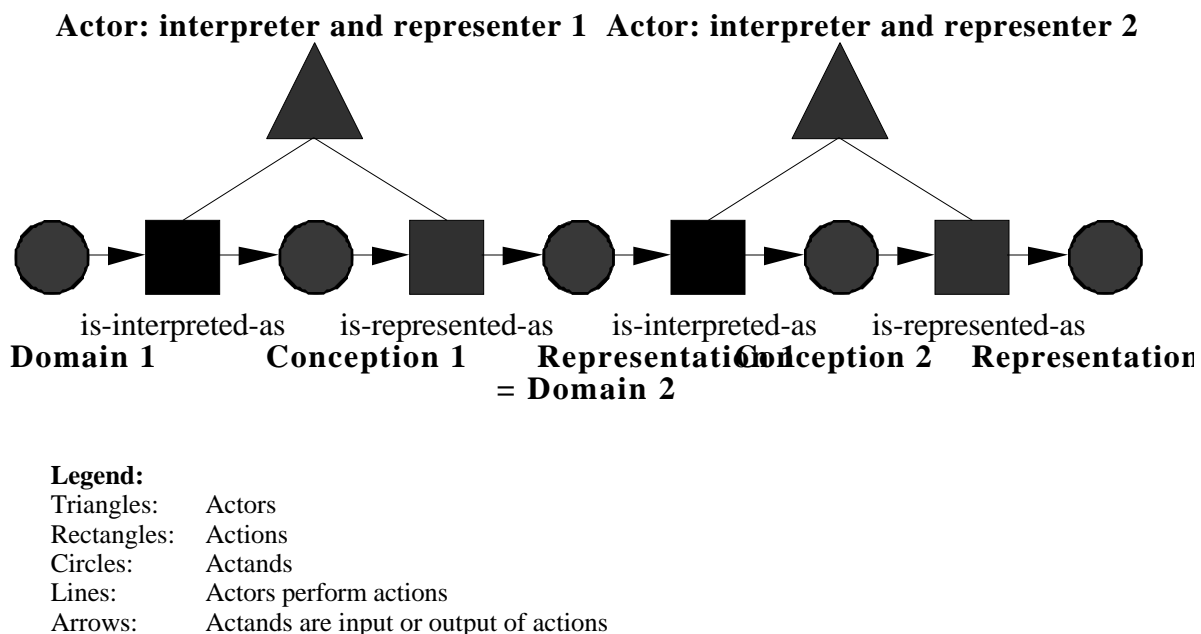 Actor: interpreter and representer 1 Actor: interpreter and representer 2
is-interpreted-as is-represented-as is-interpreted-as is-represented-as
Domain 1 Conception 1 Representation 1 Conception 2 Representation
= Domain 2
Legend:
Triangles: Actors
Rectangles: Actions
Circles: Actands
Lines: Actors perform actions
Arrows: Actands are input or output of actions